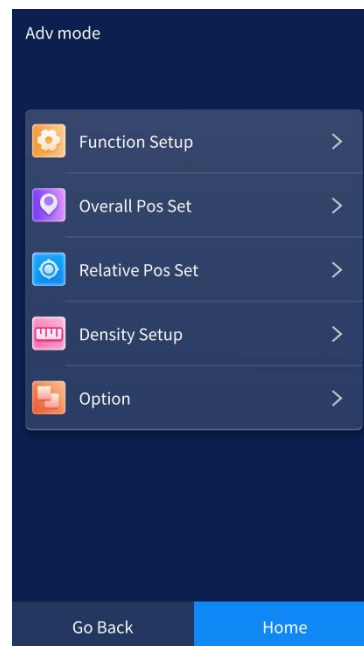 Adv mode
Function Setup
Overall Pos Set
Relative Pos Set
Density Setup
Option
Go Back
Home